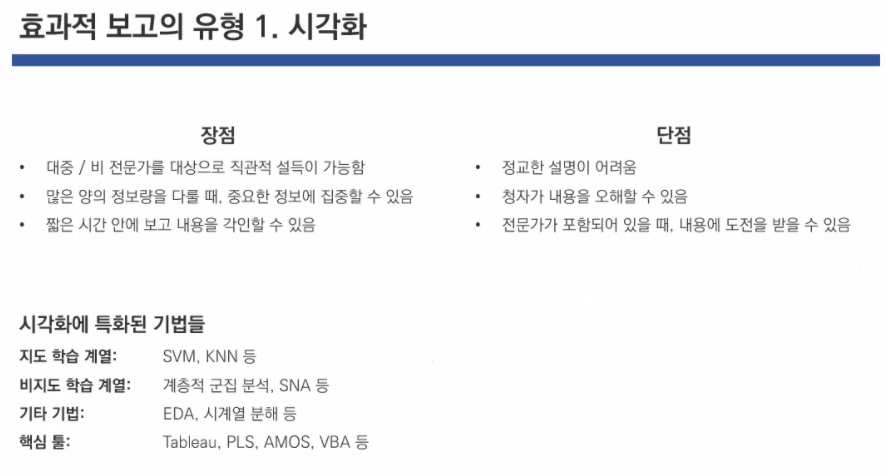 효과적 보고의 유형 1. 시각화
장점
• 대중 / 비 전문가를 대상으로 직관적 설득이 가능함
• 많은 양의 정보량을 다룰 때, 중요한 정보에 집중할 수 있음
• 짧은 시간 안에 보고 내용을 각인할 수 있음
단점
• 정교한 설명이 어려움
• 청자가 내용을 오해할 수 있음
• 전문가가 포함되어 있을 때, 내용에 도전을 받을 수 있음
시각화에 특화된 기법들
지도 학습 계열: SVM, KNN 등
비지도 학습 계열: 계층적 군집 분석, SNA 등
기타 기법: EDA, 시계열 분해 등
핵심 툴: Tableau, PLS, AMOS, VBA 등